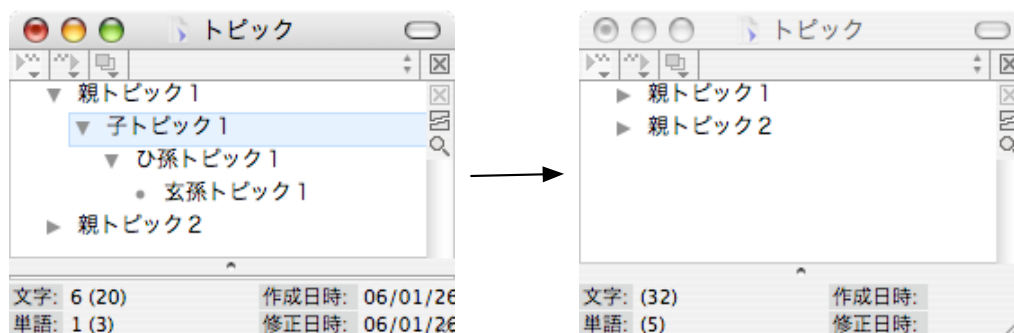 トピック
親トピック1
子トピック1
ひ孫トピック1
玄孫トピック1
親トピック2
文字: 6 (20) 作成日時: 06/01/26
単語: 1 (3) 修正日時: 06/01/26
トピック
親トピック1
親トピック2
文字: (32) 作成日時:
単語: (5) 修正日時: